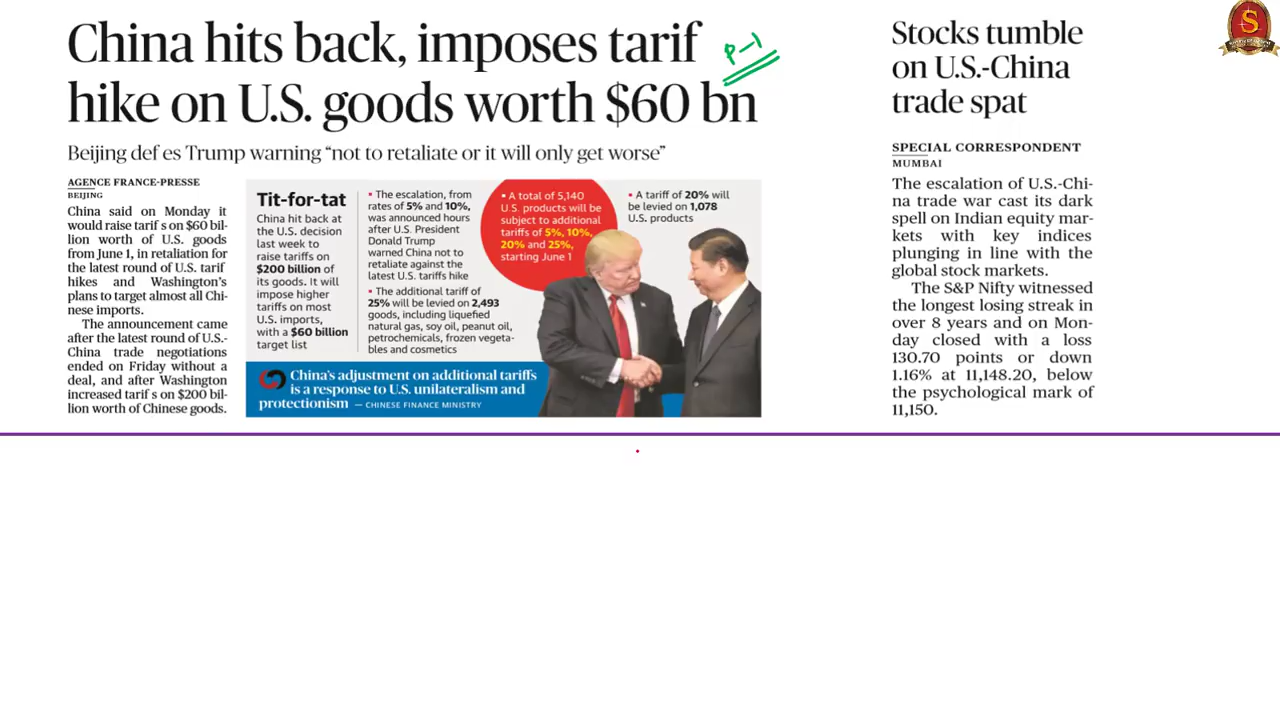 China hits back, imposes tarif
hike on U.S. goods worth $60 bn
P-1
Beijing def es Trump warning “not to retaliate or it will only get worse”
AGENCE FRANCE-PRESSE
BEIJING
China said on Monday it
would raise tarif s on $60 bil-
lion worth of U.S. goods
from June 1, in retaliation for
the latest round of U.S. tarif
hikes and Washington's
plans to target almost all Chi-
nese imports.
The announcement came
after the latest round of U.S.-
China trade negotiations
ended on Friday without a
deal, and after Washington
increased tarif s on $200 bil-
lion worth of Chinese goods.
Tit-for-tat
China hit back at
the U.S. decision
last week to
raise tariffs on
$200 billion of
its goods. It will
impose higher
tariffs on most
U.S. imports,
with a $60 billion
target list
▪ The escalation, from
rates of 5% and 10%,
was announced hours
after U.S. President
Donald Trump
warned China not to
retaliate against the
latest U.S. tariffs hike
▪ The additional tariff of
25% will be levied on 2,493
goods, including liquefied
natural gas, soy oil, peanut oil,
petrochemicals, frozen vegeta-
bles and cosmetics
▪ A total of 5,140
U.S. products will be
subject to additional
tariffs of 5%, 10%,
20% and 25%,
starting June 1
▪ A tariff of 20% will
be levied on 1,078
U.S. products
China's adjustment on additional tariffs
is a response to U.S. unilateralism and
protectionism — CHINESE FINANCE MINISTRY
Stocks tumble
on U.S.-China
trade spat
SPECIAL CORRESPONDENT
MUMBAI
The escalation of U.S.-Chi-
na trade war cast its dark
spell on Indian equity mar-
kets with key indices
plunging in line with the
global stock markets.
The S&P Nifty witnessed
the longest losing streak in
over 8 years and on Mon-
day closed with a loss
130.70 points or down
1.16% at 11,148.20, below
the psychological mark of
11,150.
S